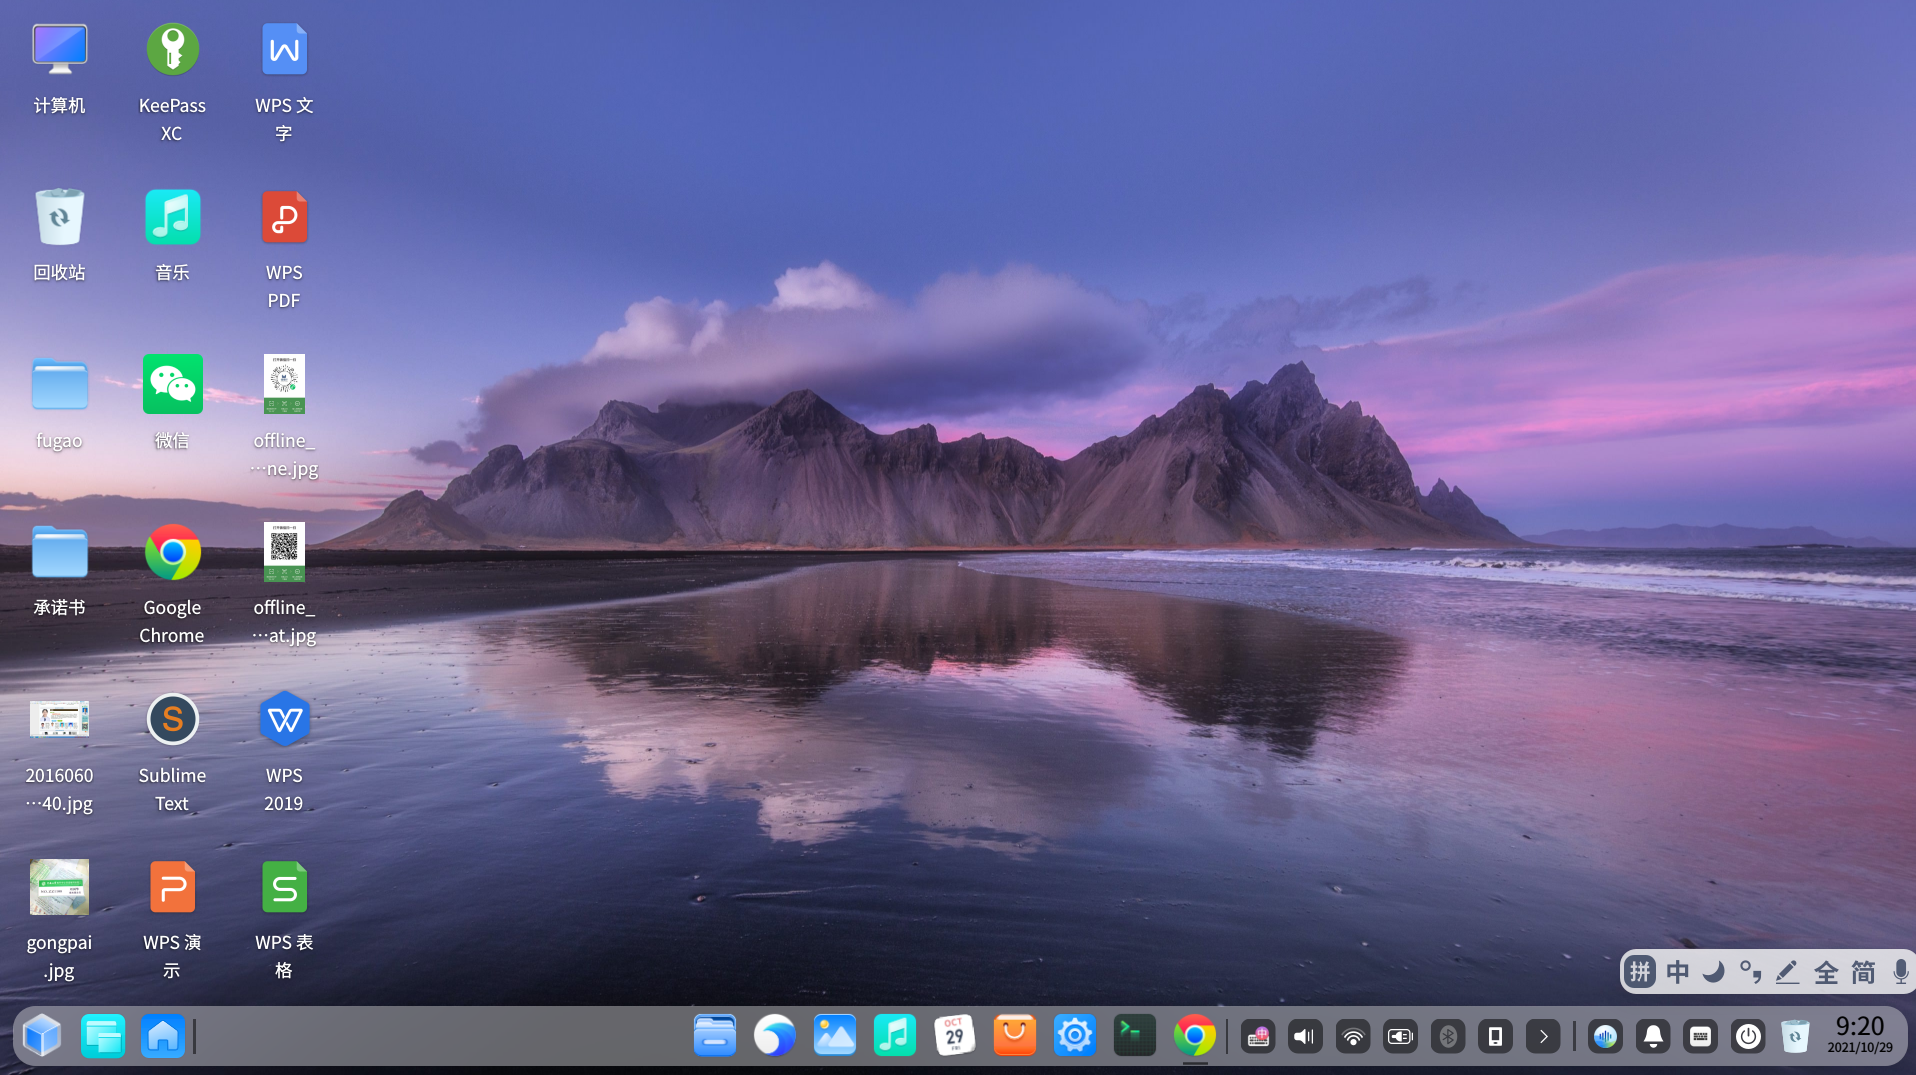 计算机
KeePass
XC
WPS 文
字
回收站
音乐
WPS
PDF
fugao
微信
offline_
…ne.jpg
承诺书
Google
Chrome
offline_
…at.jpg
2016060
…40.jpg
Sublime
Text
WPS
2019
gongpai
.jpg
WPS 演
示
WPS 表
格
拼 中 °, 全 简
OCT
29
9:20
2021/10/29